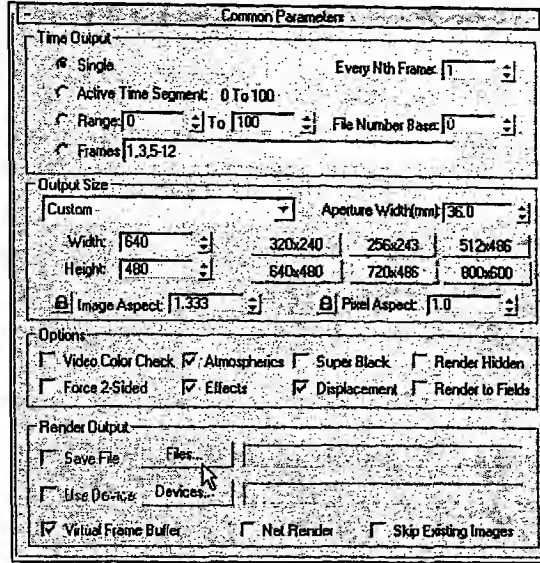 Common Parameters
Time Output
Single
Every Nth Frame: 1
Active Time Segment: 0 To 100
Range: 0 To 100
File Number Base: 0
Frames 1,3,5-12
Output Size
Custom
Aperture Width(mm): 36.0
Width: 640
320x240 256x243 512x486
Height: 480
640x480 720x486 800x600
Image Aspect: 1.333
Pixel Aspect: 1.0
Options
Video Color Check Atmospherics Super Black Render Hidden
Force 2-Sided Effects Displacement Render to Fields
Render Output
Save File Files...
Use Device Devices...
Virtual Frame Buffer Net Render Skip Existing Images